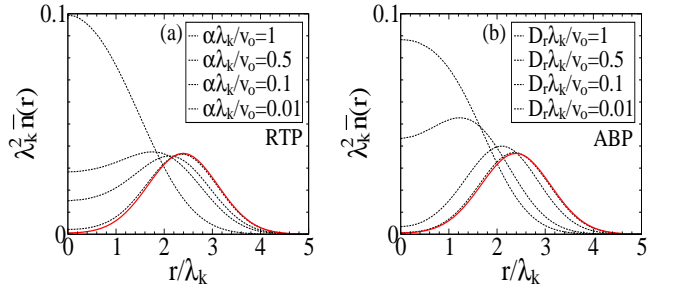 0.1
(a)
αλk/vo=1
αλk/vo=0.5
αλk/vo=0.1
αλk/vo=0.01
RTP
λk² n̅(r)
0
0 1 2 3 4 5
r/λk
0.1
(b)
Drλk/vo=1
Drλk/vo=0.5
Drλk/vo=0.1
Drλk/vo=0.01
ABP
λk² n̅(r)
0
0 1 2 3 4 5
r/λk